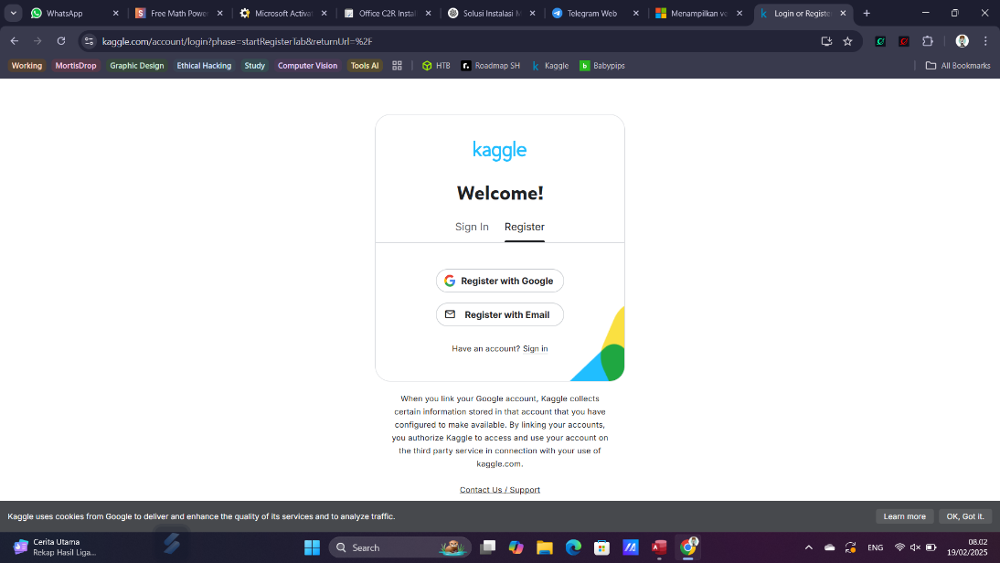 WhatsApp
Free Math Power
Microsoft Activat
Office C2R Instal
Solusi Instalasi M
Telegram Web
Menampilkan ve
Login or Registe
kaggle.com/account/login?phase=startRegisterTab&returnUrl=%2F
Working
MortisDrop
Graphic Design
Ethical Hacking
Study
Computer Vision
Tools AI
HTB
Roadmap SH
Kaggle
Babypips
All Bookmarks
kaggle
Welcome!
Sign In
Register
Register with Google
Register with Email
Have an account? Sign in
When you link your Google account, Kaggle collects
certain information stored in that account that you have
configured to make available. By linking your accounts,
you authorize Kaggle to access and use your account on
the third party service in connection with your use of
kaggle.com.
Contact Us / Support
Kaggle uses cookies from Google to deliver and enhance the quality of its services and to analyze traffic.
Learn more
OK, Got it.
Cerita Utama
Rekap Hasil Liga...
Search
ENG
08.02
19/02/2025